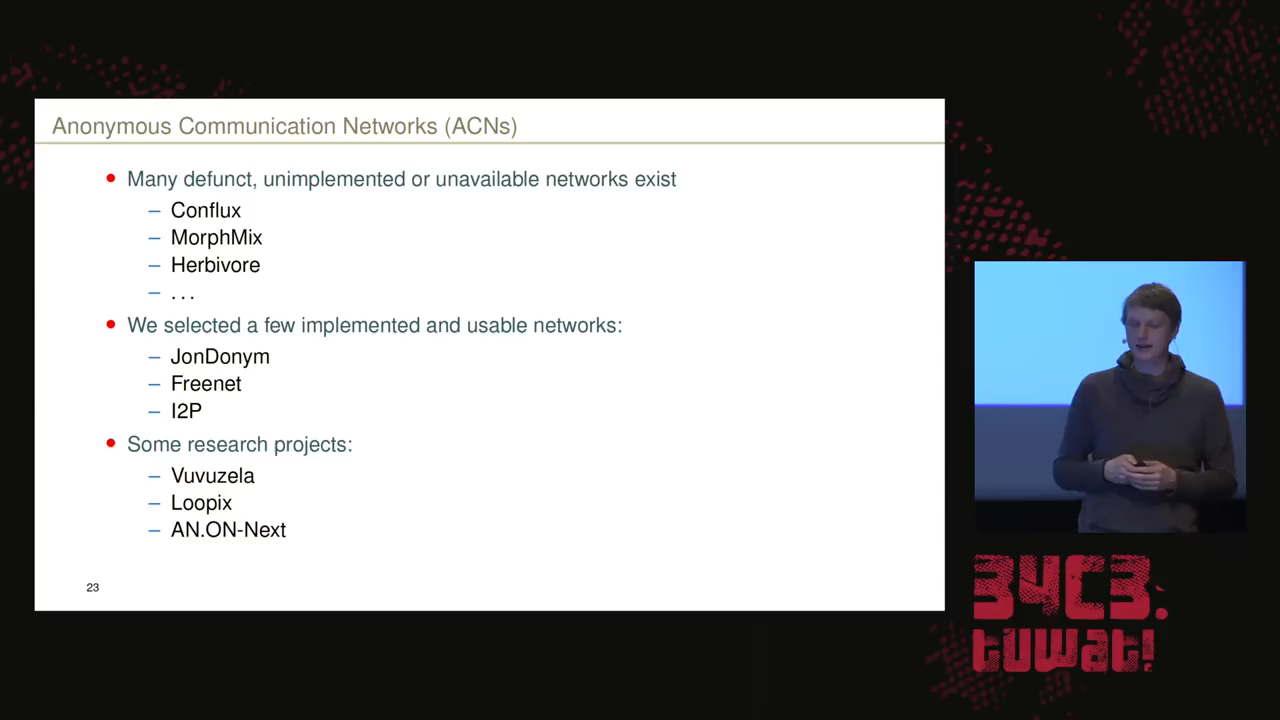 Anonymous Communication Networks (ACNs)
• Many defunct, unimplemented or unavailable networks exist
– Conflux
– MorphMix
– Herbivore
– . . .
• We selected a few implemented and usable networks:
– JonDonym
– Freenet
– I2P
• Some research projects:
– Vuvuzela
– Loopix
– AN.ON-Next
23
34C3.
tuwat!